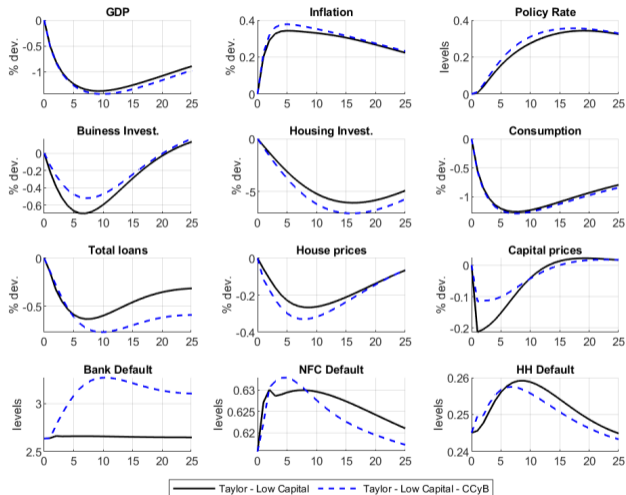 GDP
Inflation
Policy Rate
0
-0.5
-1
% dev.
0 5 10 15 20 25
0.4
0.2
0
% dev.
0 5 10 15 20 25
0.4
0.2
0
levels
0 5 10 15 20 25
Buiness Invest.
Housing Invest.
Consumption
0
-0.2
-0.4
-0.6
% dev.
0 5 10 15 20 25
0
-5
% dev.
0 5 10 15 20 25
0
-0.5
-1
% dev.
0 5 10 15 20 25
Total loans
House prices
Capital prices
0
-0.5
% dev.
0 5 10 15 20 25
0
-0.2
-0.4
% dev.
0 5 10 15 20 25
0
-0.1
-0.2
% dev.
0 5 10 15 20 25
Bank Default
NFC Default
HH Default
3
2.5
levels
0 5 10 15 20 25
0.63
0.625
0.62
levels
0 5 10 15 20 25
0.26
0.25
0.24
levels
0 5 10 15 20 25
Taylor - Low Capital
Taylor - Low Capital - CCyB